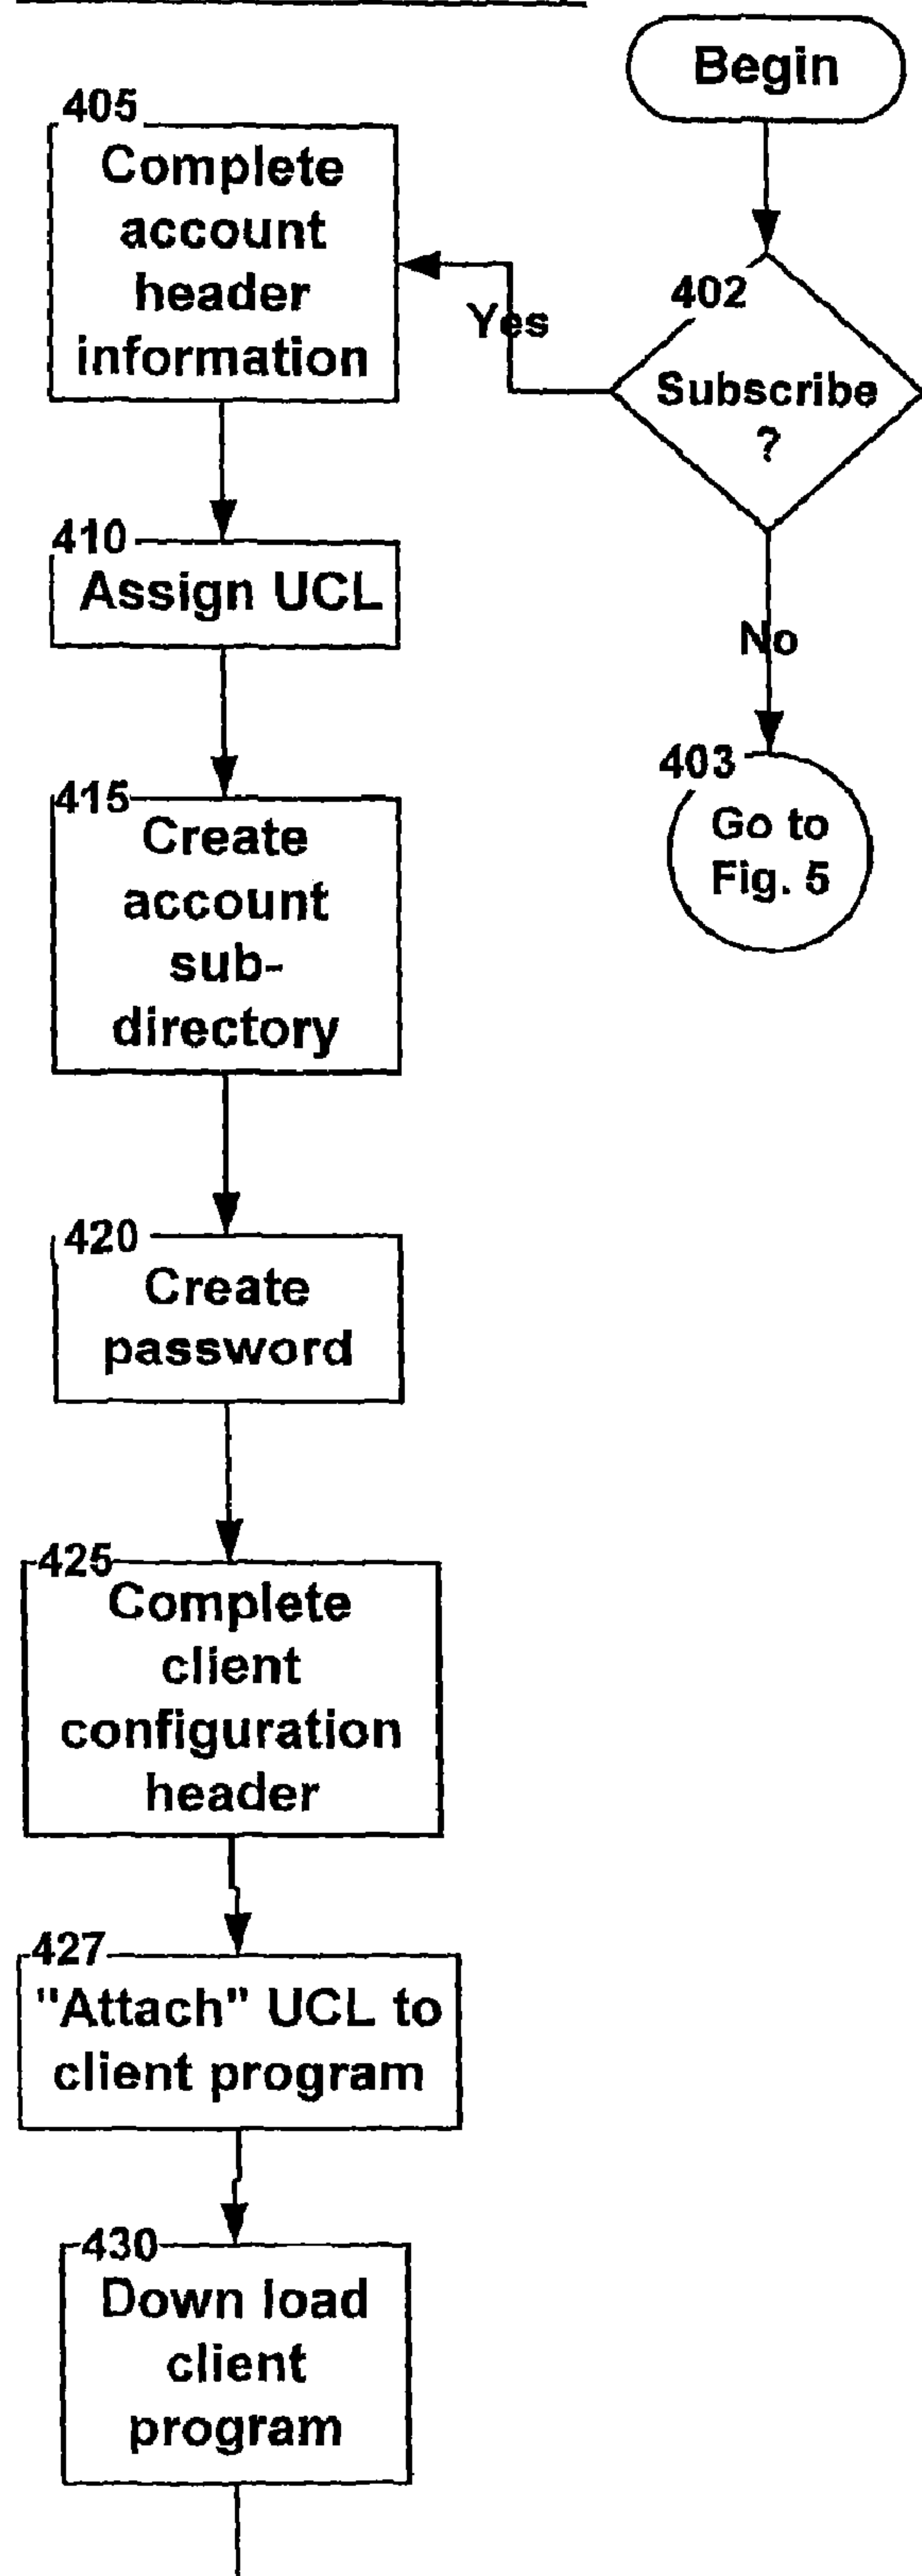 Begin
402
Subscribe
?
Yes
No
403
Go to
Fig. 5
405
Complete
account
header
information
410
Assign UCL
415
Create
account
sub-
directory
420
Create
password
425
Complete
client
configuration
header
427
"Attach" UCL to
client program
430
Down load
client
program